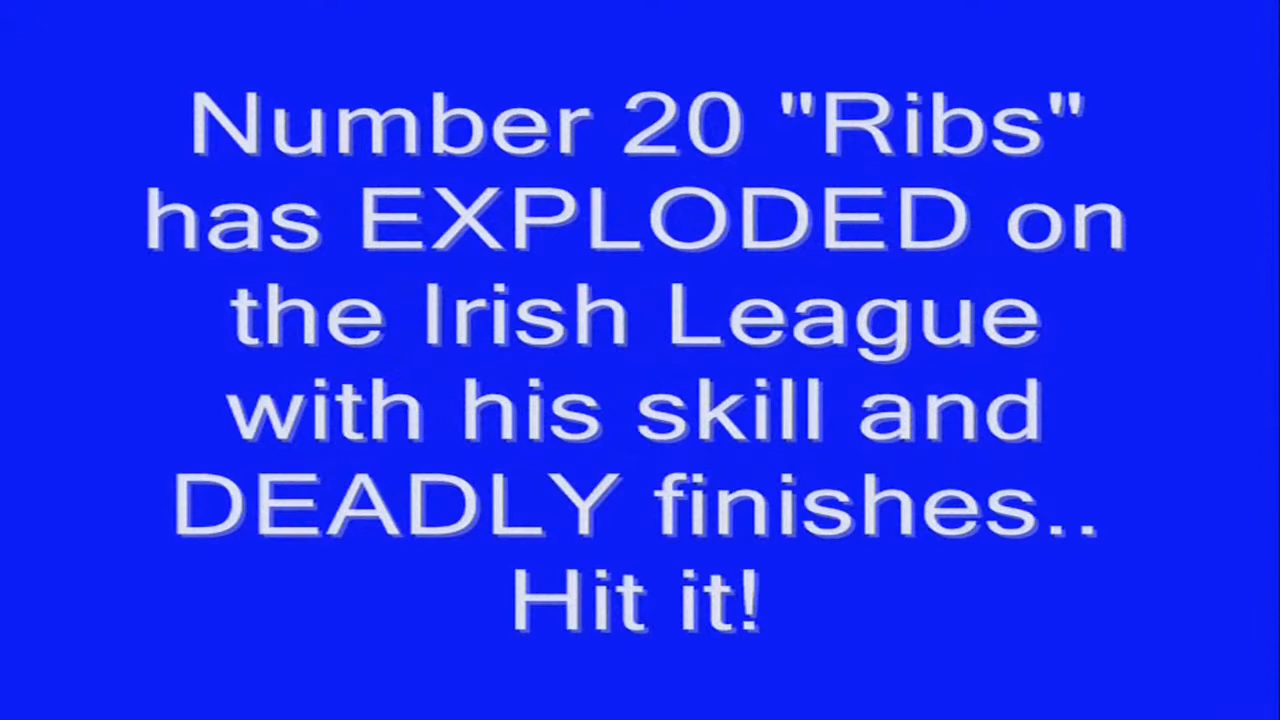 Number 20 "Ribs"
has EXPLODED on
the Irish League
with his skill and
DEADLY finishes..
Hit it!